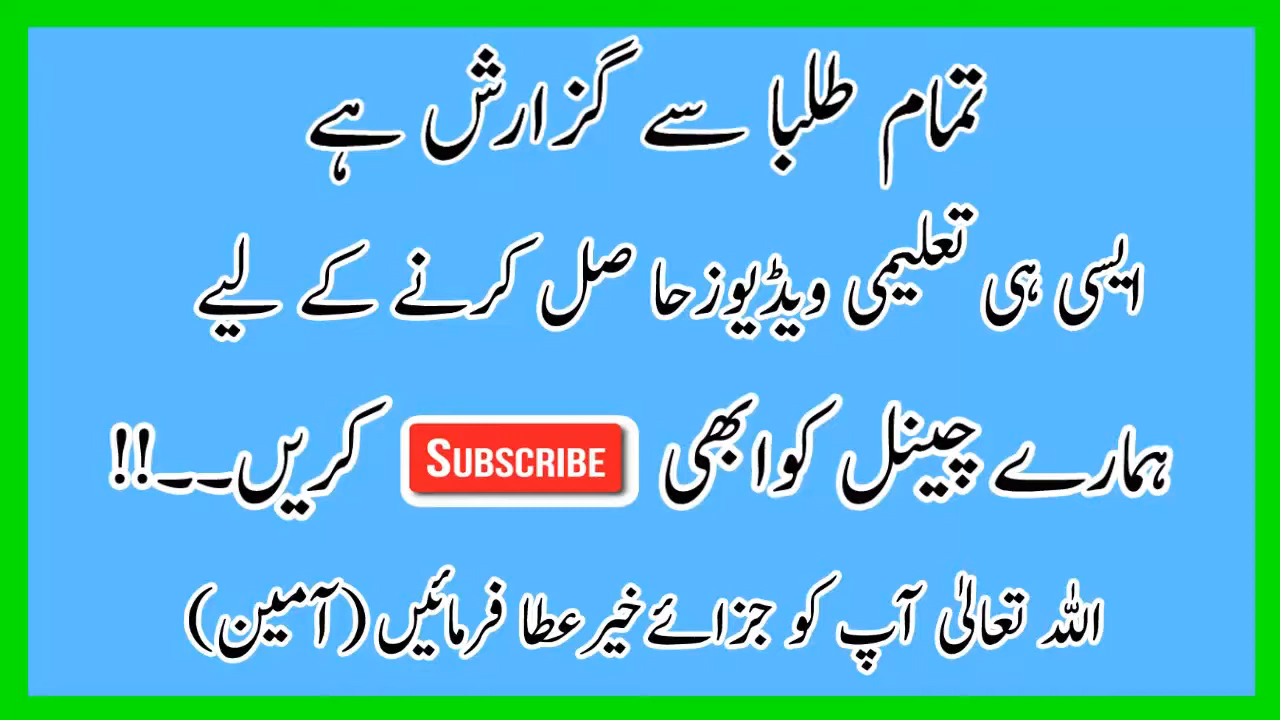 تمام طلبا سے گزارش ہے
ایسی ہی تعلیمی ویڈیوز حاصل کرنے کے لیے
ہمارے چینل کو ابھی SUBSCRIBE کریں۔۔!!
اللہ تعالیٰ آپ کو جزائے خیر عطا فرمائیں (آمین)